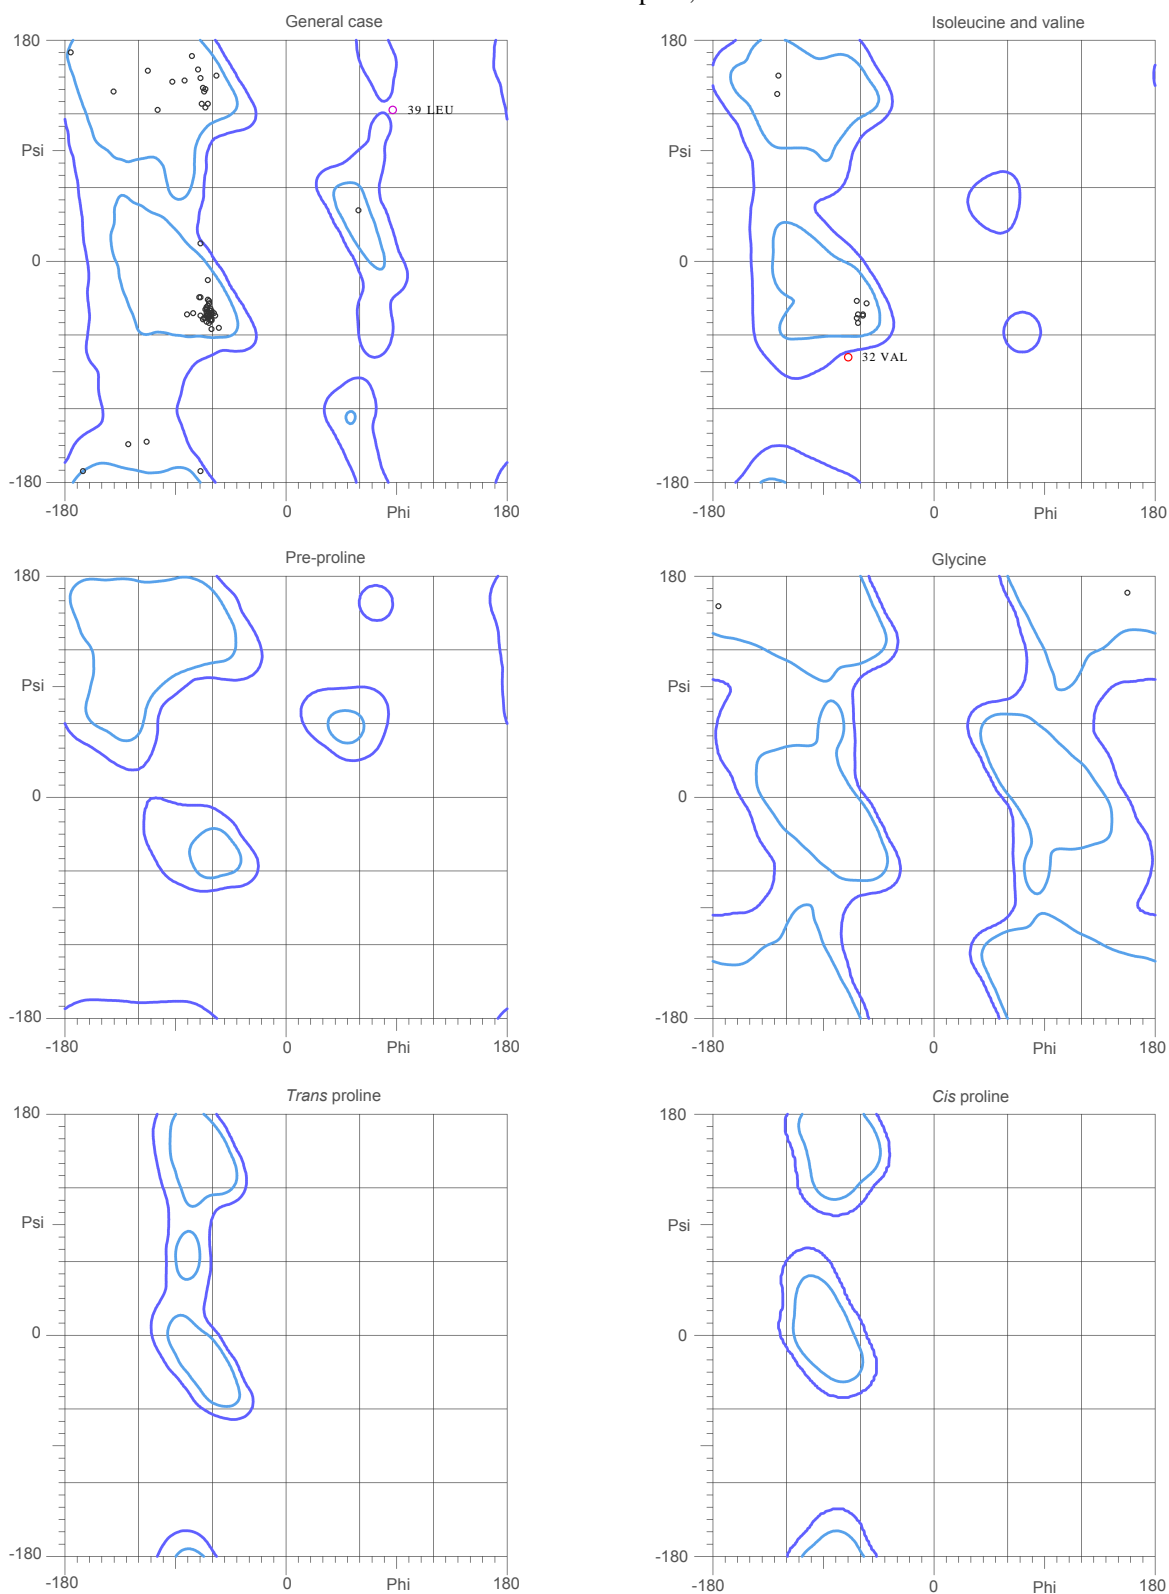 General case
Isoleucine and valine
180
180
39 LEU
Psi
Psi
0
0
32 VAL
-180
-180
-180
0
Phi
180
-180
0
Phi
180
Pre-proline
Glycine
180
180
Psi
Psi
0
0
-180
-180
-180
0
Phi
180
-180
0
Phi
180
Trans proline
Cis proline
180
180
Psi
Psi
0
0
-180
-180
-180
0
Phi
180
-180
0
Phi
180